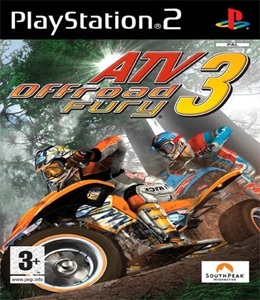 PlayStation 2
PAL
ATV
Offroad
Fury 3
3+
www.pegi.info
SOUTHPEAK
INTERACTIVE